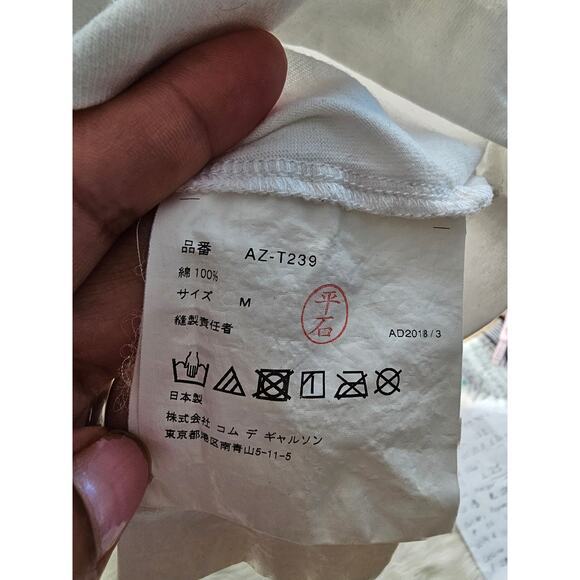 品番 AZ-T239
綿 100%
サイズ M
縫製責任者
平石
AD2018/3
日本製
株式会社 コム デ ギャルソン
東京都港区南青山5-11-5